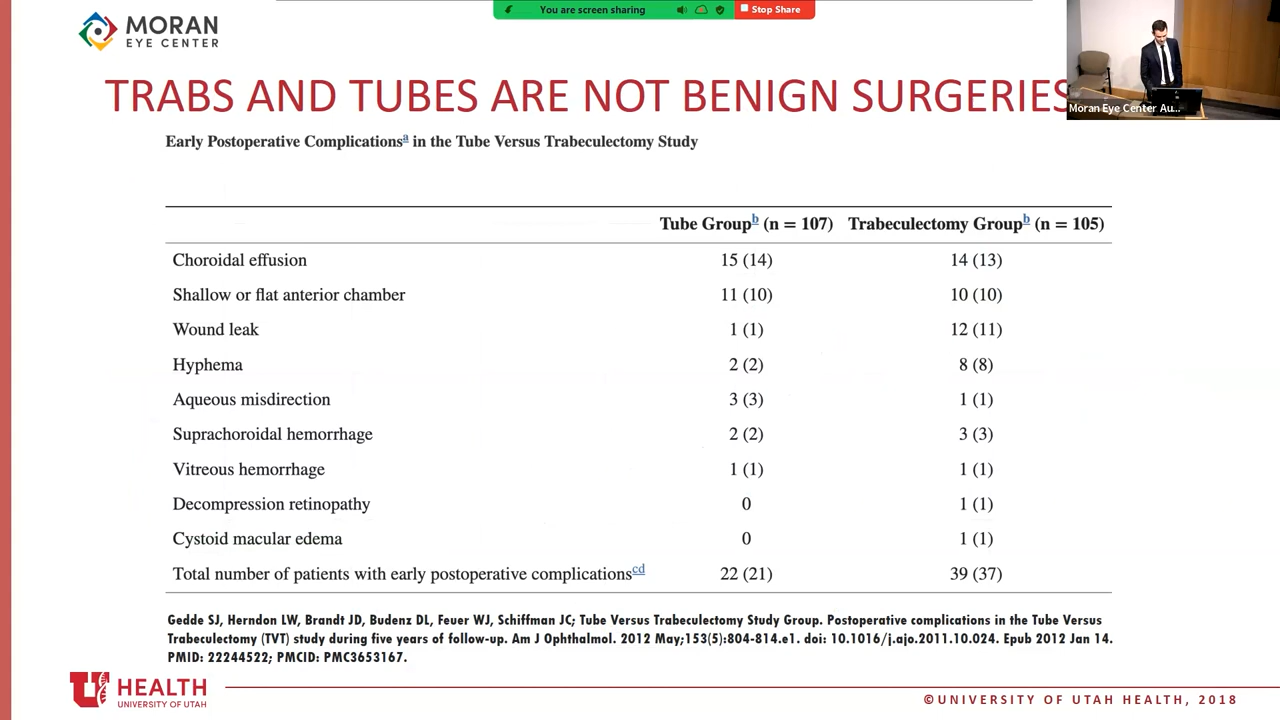 You are screen sharing
Stop Share
MORAN
EYE CENTER
Moran Eye Center Au...
TRABS AND TUBES ARE NOT BENIGN SURGERIES
Early Postoperative Complicationsa in the Tube Versus Trabeculectomy Study
Tube Groupb (n = 107) Trabeculectomy Groupb (n = 105)
Choroidal effusion 15 (14) 14 (13)
Shallow or flat anterior chamber 11 (10) 10 (10)
Wound leak 1 (1) 12 (11)
Hyphema 2 (2) 8 (8)
Aqueous misdirection 3 (3) 1 (1)
Suprachoroidal hemorrhage 2 (2) 3 (3)
Vitreous hemorrhage 1 (1) 1 (1)
Decompression retinopathy 0 1 (1)
Cystoid macular edema 0 1 (1)
Total number of patients with early postoperative complicationscd 22 (21) 39 (37)
Gedde SJ, Herndon LW, Brandt JD, Budenz DL, Feuer WJ, Schiffman JC; Tube Versus Trabeculectomy Study Group. Postoperative complications in the Tube Versus
Trabeculectomy (TVT) study during five years of follow-up. Am J Ophthalmol. 2012 May;153(5):804-814.e1. doi: 10.1016/j.ajo.2011.10.024. Epub 2012 Jan 14.
PMID: 22244522; PMCID: PMC3653167.
U HEALTH
UNIVERSITY OF UTAH
©UNIVERSITY OF UTAH HEALTH, 2018